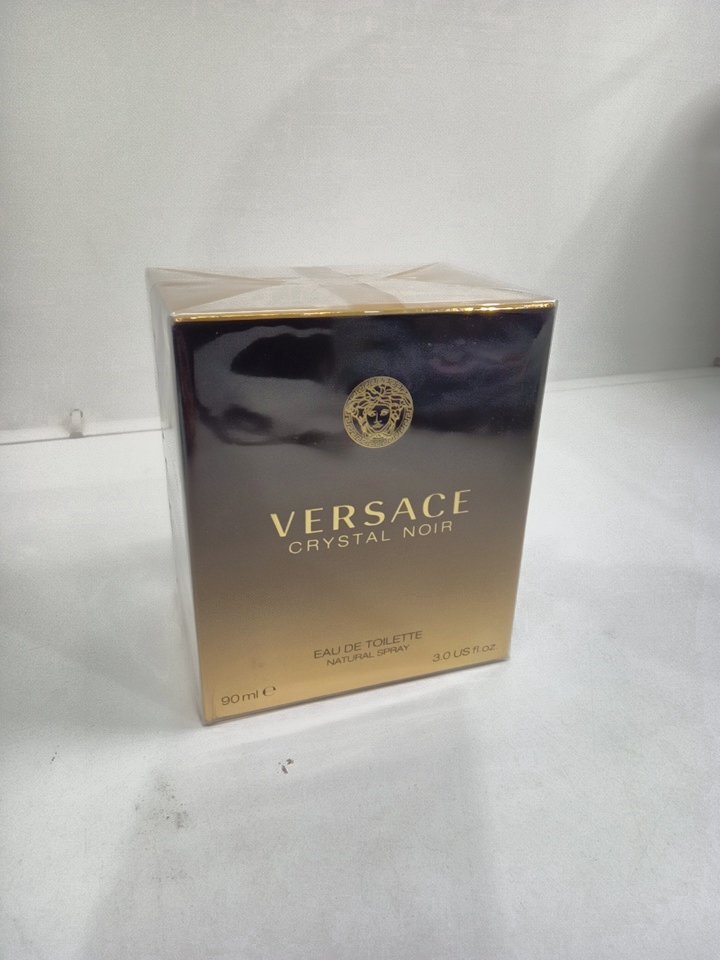 VERSACE
CRYSTAL NOIR
EAU DE TOILETTE
NATURAL SPRAY
90 ml ℮
3.0 US fl.oz.